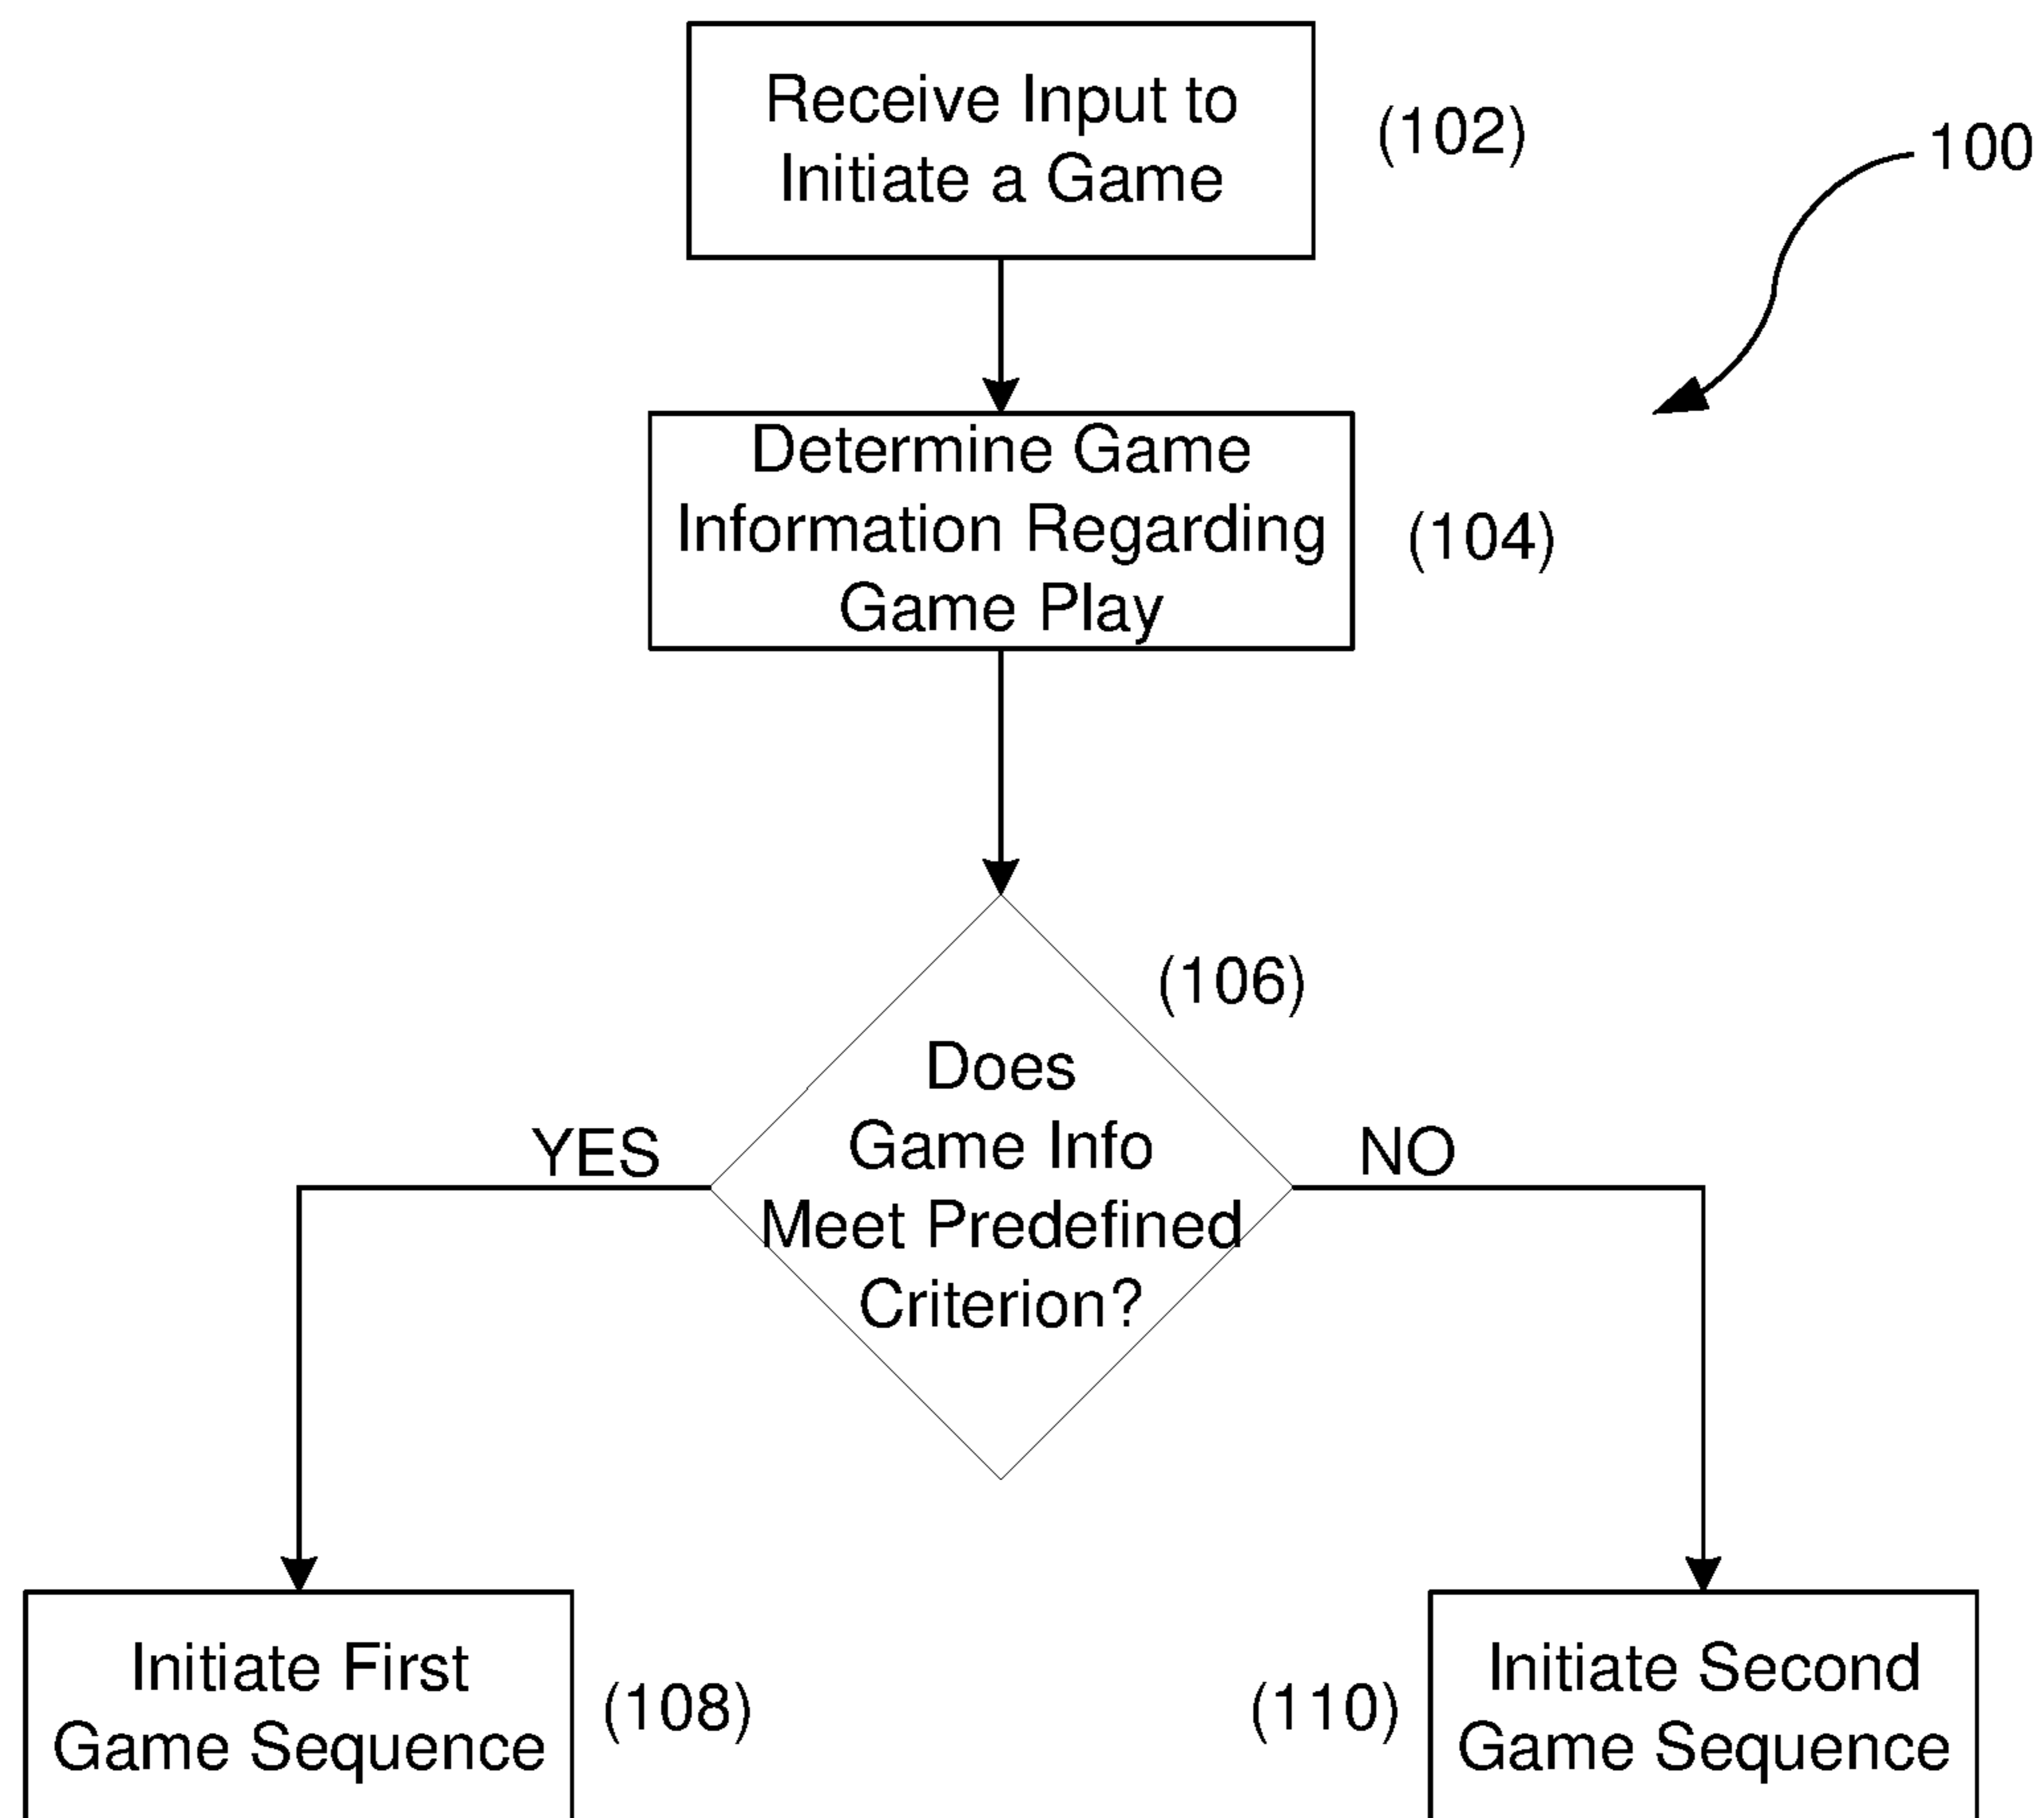 Receive Input to
Initiate a Game
(102)
100
Determine Game
Information Regarding
Game Play
(104)
(106)
Does
Game Info
Meet Predefined
Criterion?
YES
NO
Initiate First
Game Sequence
(108)
(110)
Initiate Second
Game Sequence